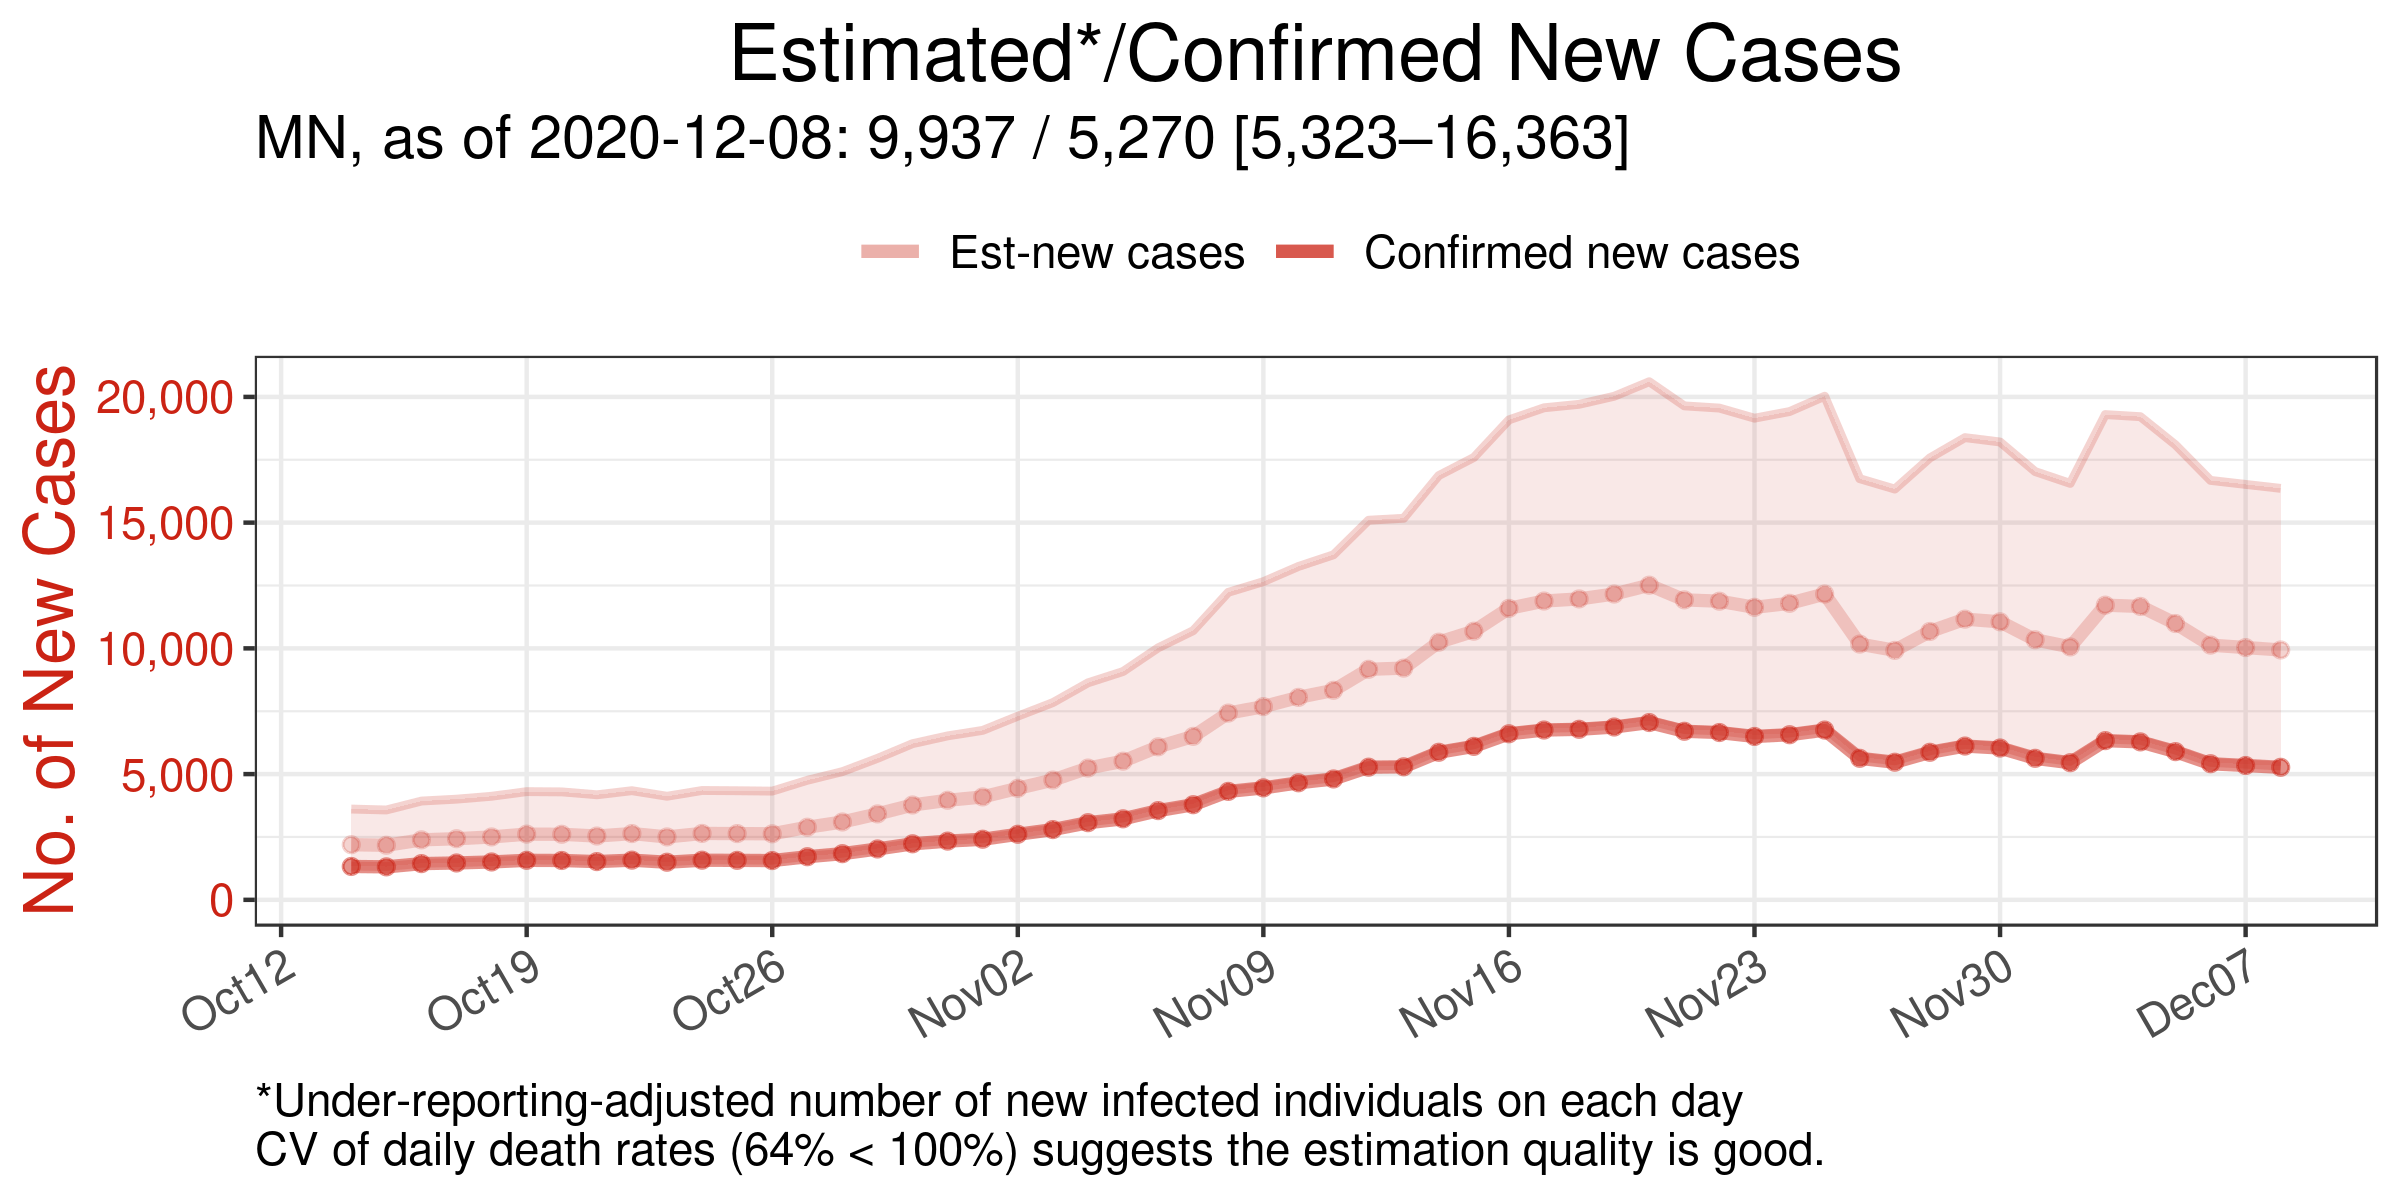 Estimated*/Confirmed New Cases
MN, as of 2020-12-08: 9,937 / 5,270 [5,323–16,363]
Est-new cases
Confirmed new cases
No. of New Cases
20,000
15,000
10,000
5,000
0
Oct12
Oct19
Oct26
Nov02
Nov09
Nov16
Nov23
Nov30
Dec07
*Under-reporting-adjusted number of new infected individuals on each day
CV of daily death rates (64% < 100%) suggests the estimation quality is good.